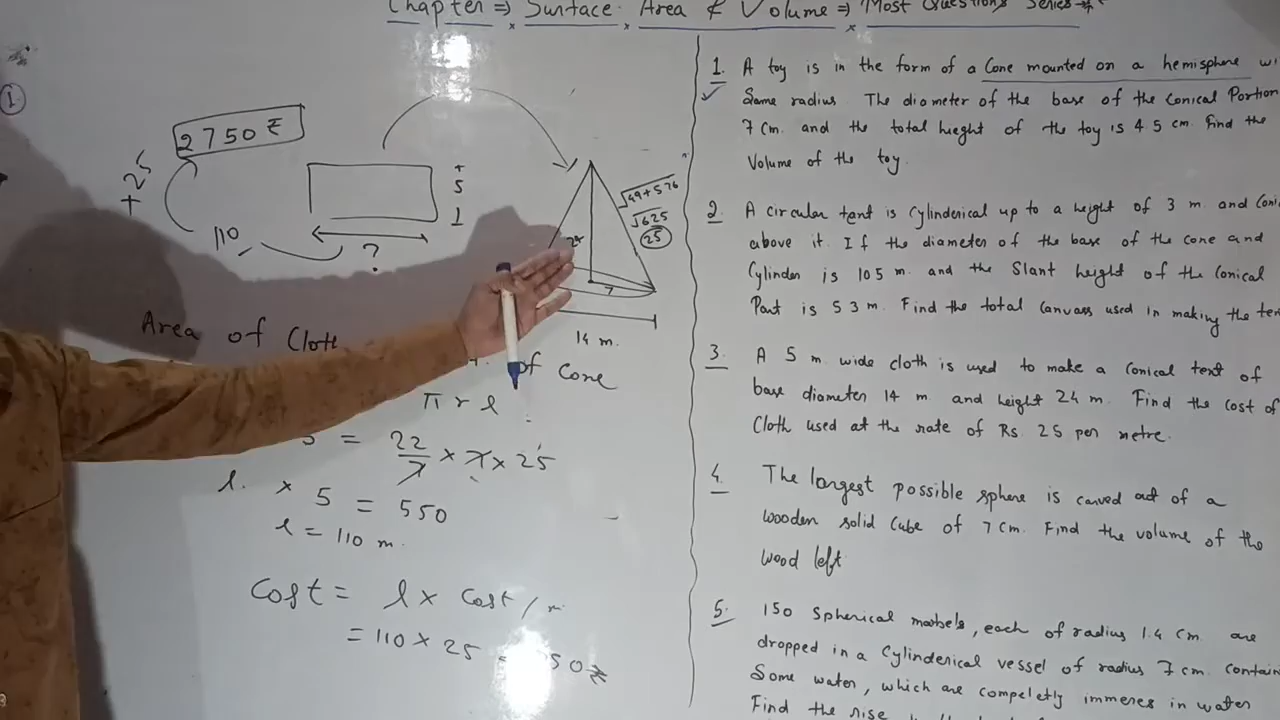 Chapter ⇒ Surface Area & Volume ⇒ Most Questions Series
1
2750 ₹
+25
110
?
5
√49+576
√625
25
24
7
14 m.
Area of Cloth
of Cone
π r l
= 22/7 × 7 × 25
l. × 5 = 550
l = 110 m.
Cost = l × Cost/m
= 110 × 25 = 50 ₹
1. A toy is in the form of a Cone mounted on a hemisphere
Same radius. The diameter of the base of the Conical Portion
7 cm. and the total hieght of the toy is 4 5 cm. find the
Volume of the toy.
2. A circular tent is Cylinderical up to a height of 3 m. and Coni
above it. If the diameter of the base of the cone and
Cylinder is 105 m. and the Slant height of the Conical
Part is 53 m. Find the total Canvass used in making the ten
3. A 5 m. wide cloth is used to make a Conical tent of
base diameter 14 m. and height 24 m. Find the cost of
Cloth used at the rate of Rs. 25 per metre.
4. The longest possible sphere is carved out of a
wooden solid Cube of 7 cm. Find the volume of the
wood left
5. 150 Spherical marbels, each of radius 1.4 cm. are
dropped in a Cylinderical vessel of radius 7 cm. contain
Some water, which are compeletly immeres in water
Find the rise